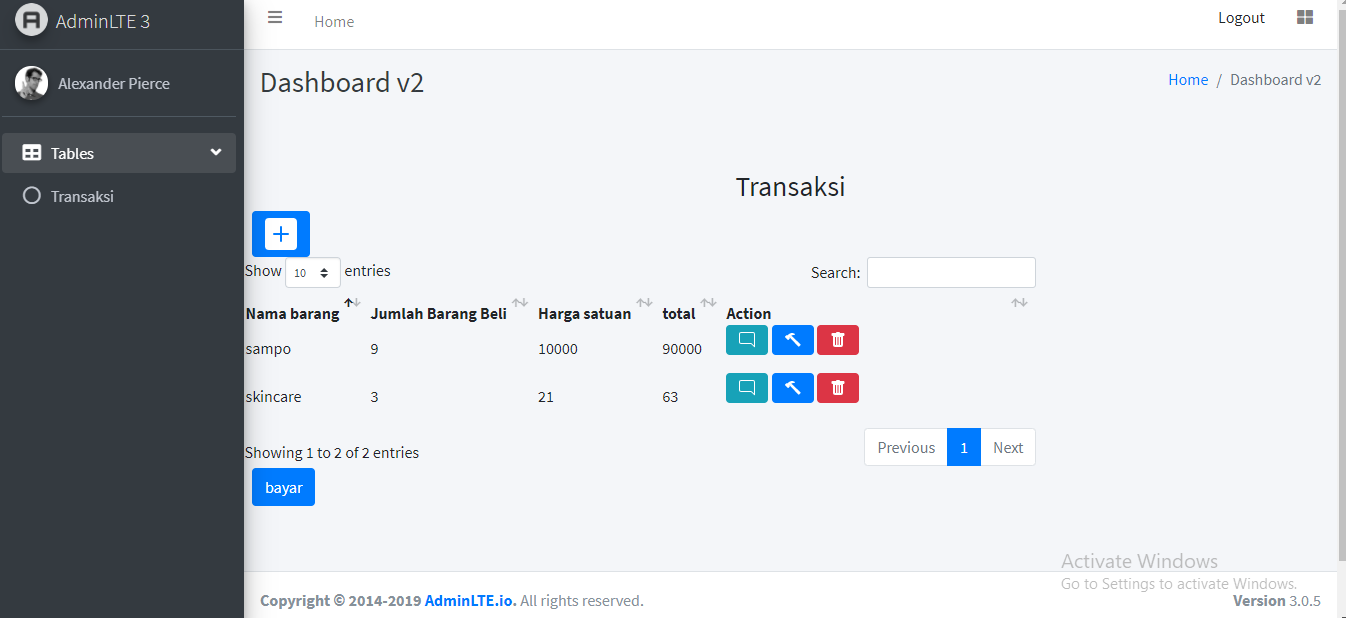 AdminLTE 3
Home
Logout
Alexander Pierce
Dashboard v2
Home / Dashboard v2
Tables
Transaksi
Transaksi
Show 10 entries
Search:
Nama barang Jumlah Barang Beli Harga satuan total Action
sampo 9 10000 90000
skincare 3 21 63
Showing 1 to 2 of 2 entries
Previous 1 Next
bayar
Activate Windows
Go to Settings to activate Windows.
Copyright © 2014-2019 AdminLTE.io. All rights reserved.
Version 3.0.5